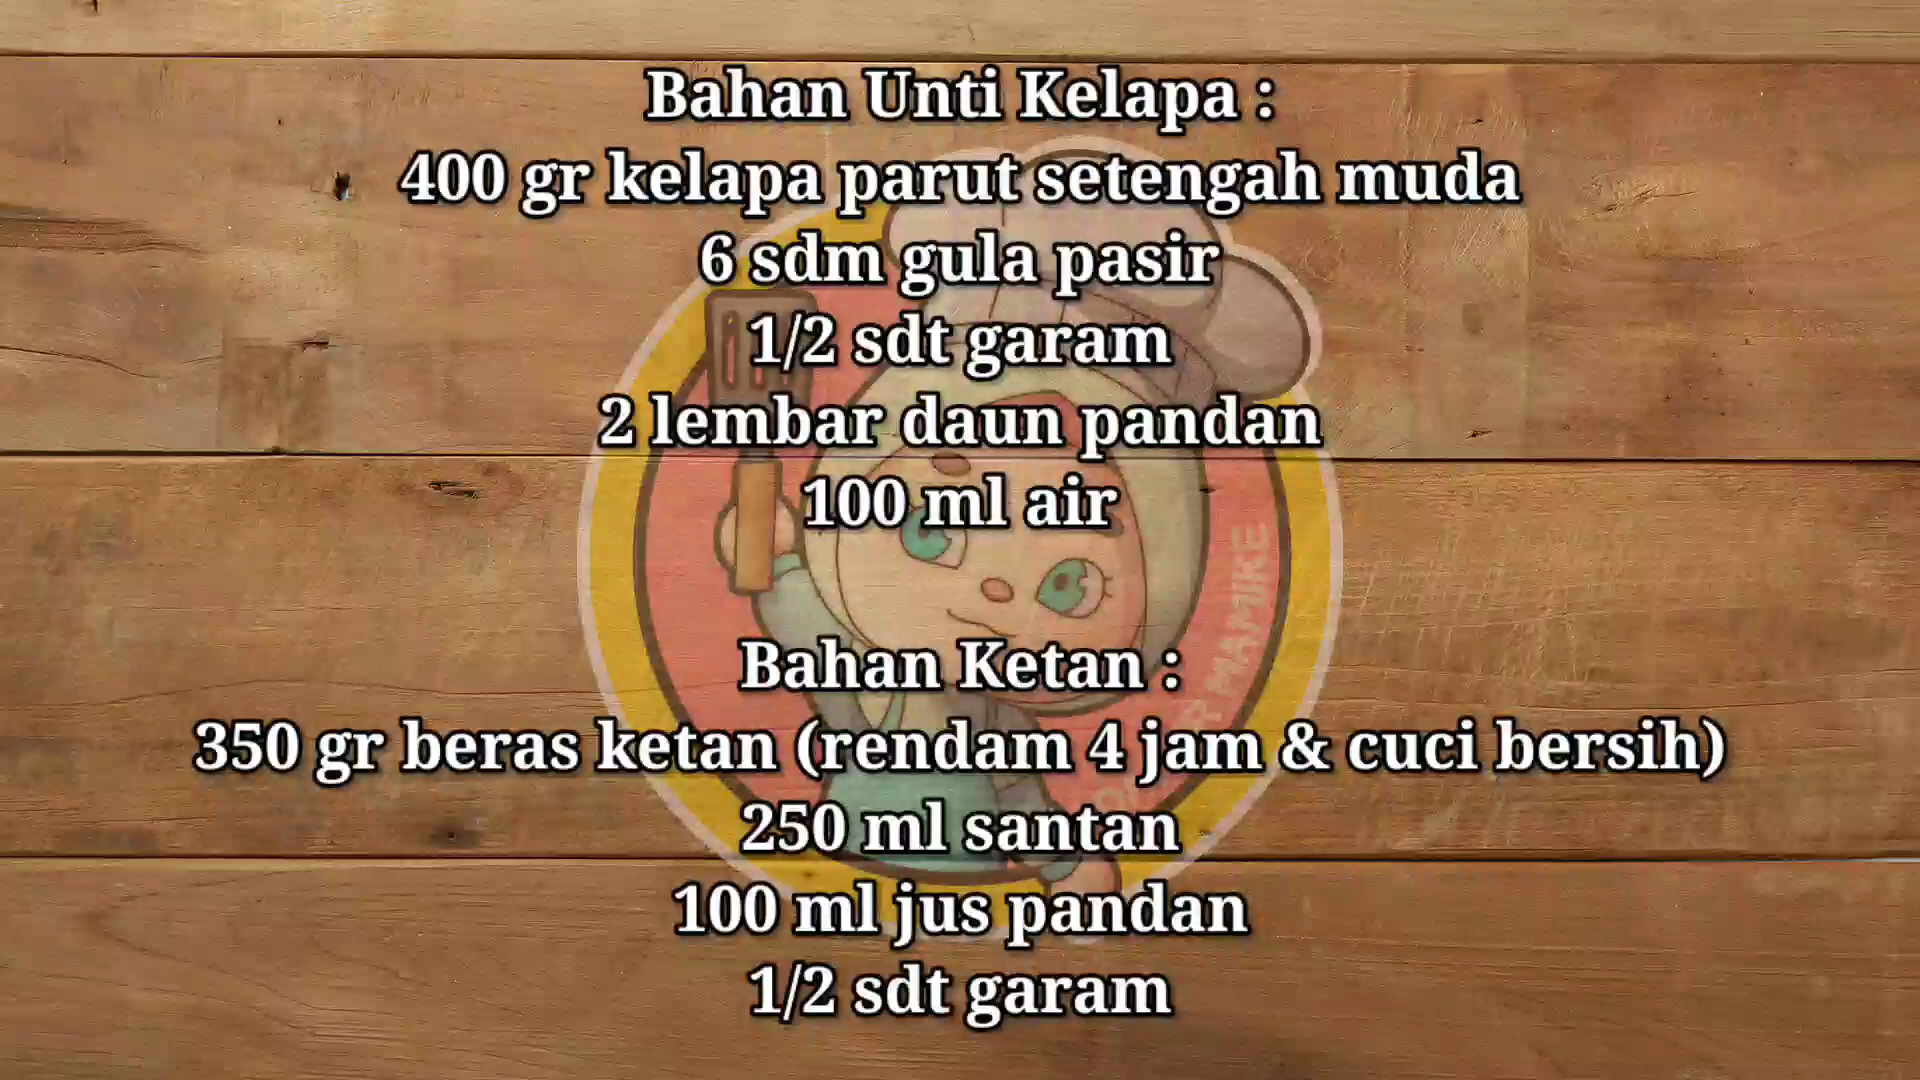 Bahan Unti Kelapa :
400 gr kelapa parut setengah muda
6 sdm gula pasir
1/2 sdt garam
2 lembar daun pandan
100 ml air
Bahan Ketan :
350 gr beras ketan (rendam 4 jam & cuci bersih)
250 ml santan
100 ml jus pandan
1/2 sdt garam
MAMIKE